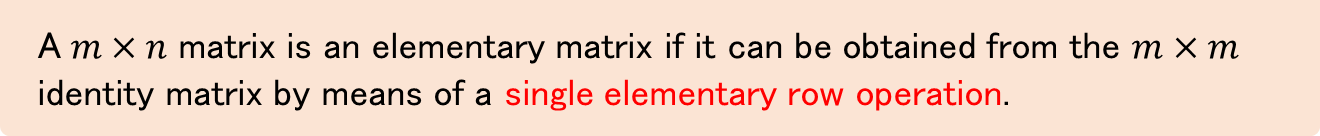 A m × n matrix is an elementary matrix if it can be obtained from the m × m
identity matrix by means of a single elementary row operation.